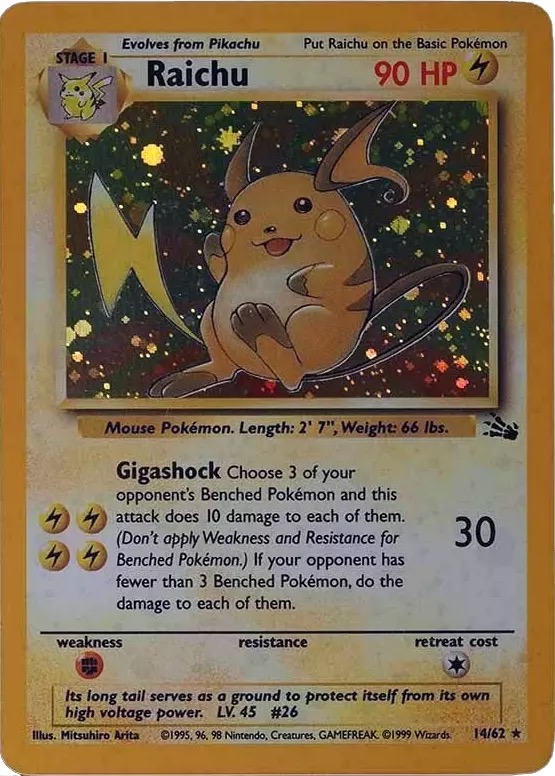 Evolves from Pikachu Put Raichu on the Basic Pokémon
STAGE 1
Raichu 90 HP
Mouse Pokémon. Length: 2' 7", Weight: 66 lbs.
Gigashock Choose 3 of your
opponent's Benched Pokémon and this
attack does 10 damage to each of them.
(Don't apply Weakness and Resistance for
Benched Pokémon.) If your opponent has
fewer than 3 Benched Pokémon, do the
damage to each of them.
30
weakness resistance retreat cost
Its long tail serves as a ground to protect itself from its own
high voltage power. LV. 45 #26
Illus. Mitsuhiro Arita ©1995, 96, 98 Nintendo, Creatures, GAMEFREAK. ©1999 Wizards. 14/62 ★